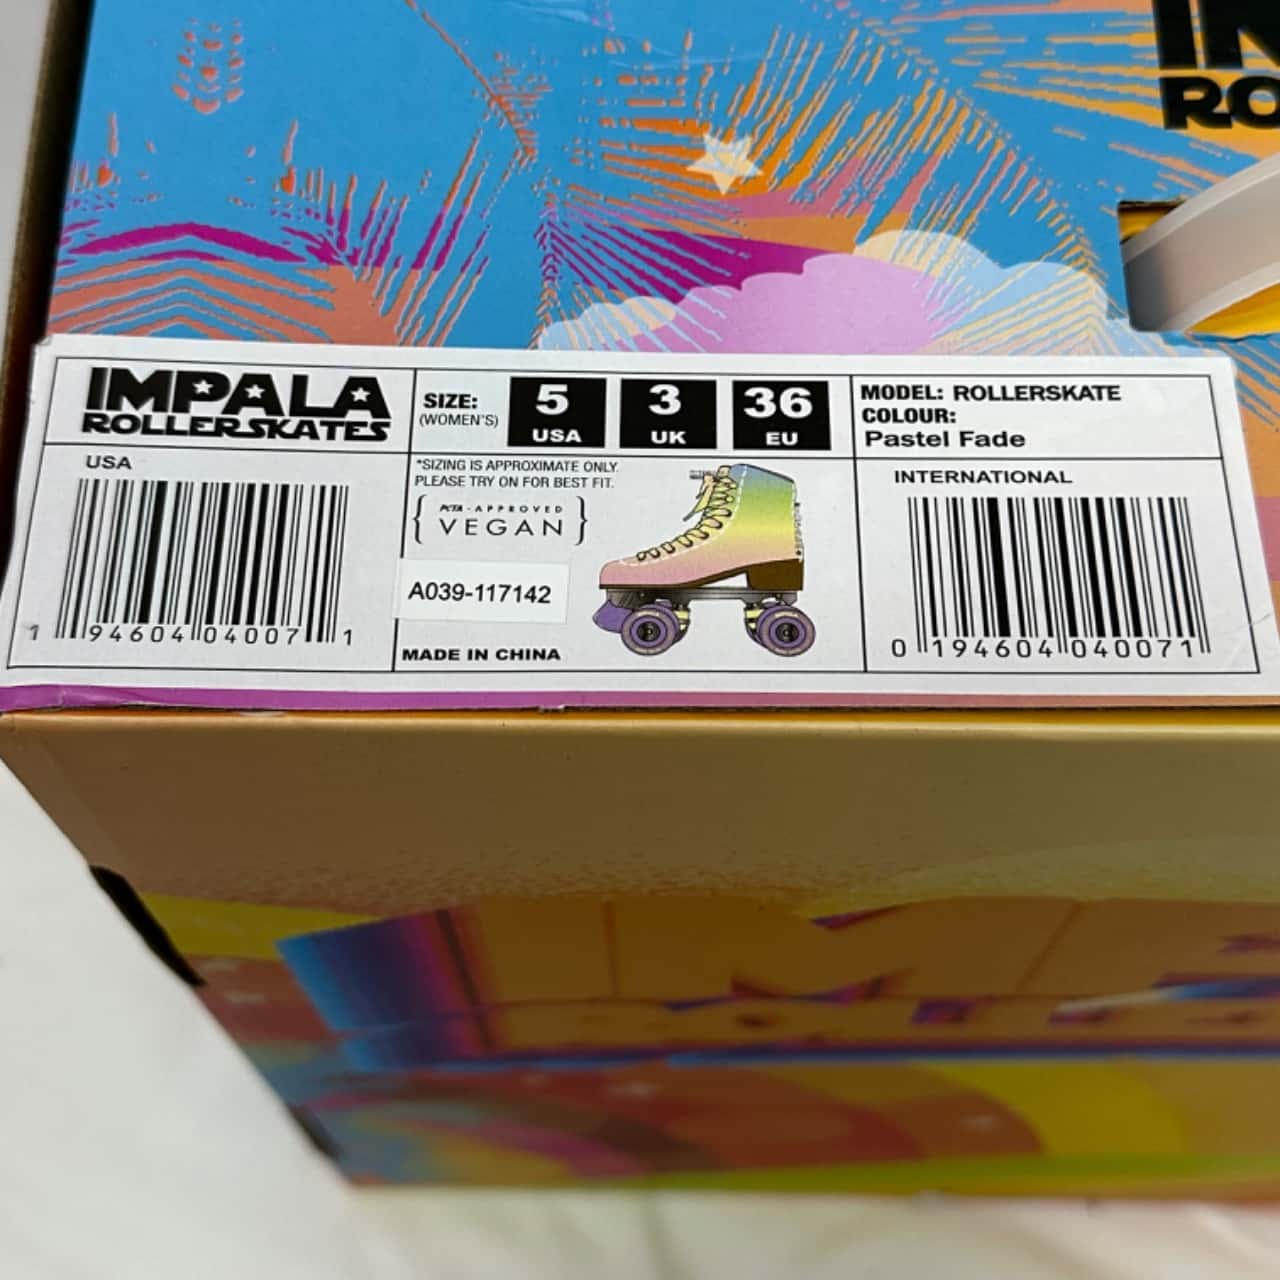 IMPALA
ROLLERSKATES
SIZE:
(WOMEN'S)
5
USA
3
UK
36
EU
MODEL: ROLLERSKATE
COLOUR:
Pastel Fade
USA
1 94604 04007 1
*SIZING IS APPROXIMATE ONLY.
PLEASE TRY ON FOR BEST FIT.
PETA-APPROVED
VEGAN
A039-117142
MADE IN CHINA
INTERNATIONAL
0 194604 040071